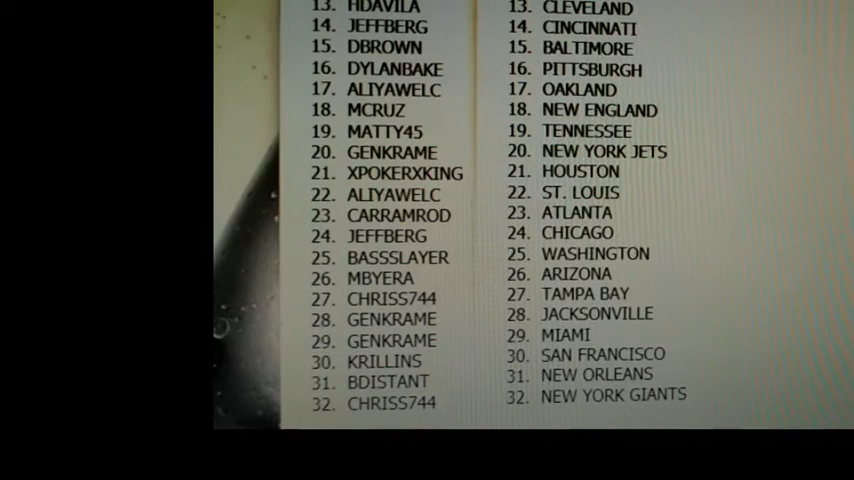 13. HDAVILA 13. CLEVELAND
14. JEFFBERG 14. CINCINNATI
15. DBROWN 15. BALTIMORE
16. DYLANBAKE 16. PITTSBURGH
17. ALIYAWELC 17. OAKLAND
18. MCRUZ 18. NEW ENGLAND
19. MATTY45 19. TENNESSEE
20. GENKRAME 20. NEW YORK JETS
21. XPOKERXKING 21. HOUSTON
22. ALIYAWELC 22. ST. LOUIS
23. CARRAMROD 23. ATLANTA
24. JEFFBERG 24. CHICAGO
25. BASSSLAYER 25. WASHINGTON
26. MBYERA 26. ARIZONA
27. CHRISS744 27. TAMPA BAY
28. GENKRAME 28. JACKSONVILLE
29. GENKRAME 29. MIAMI
30. KRILLINS 30. SAN FRANCISCO
31. BDISTANT 31. NEW ORLEANS
32. CHRISS744 32. NEW YORK GIANTS